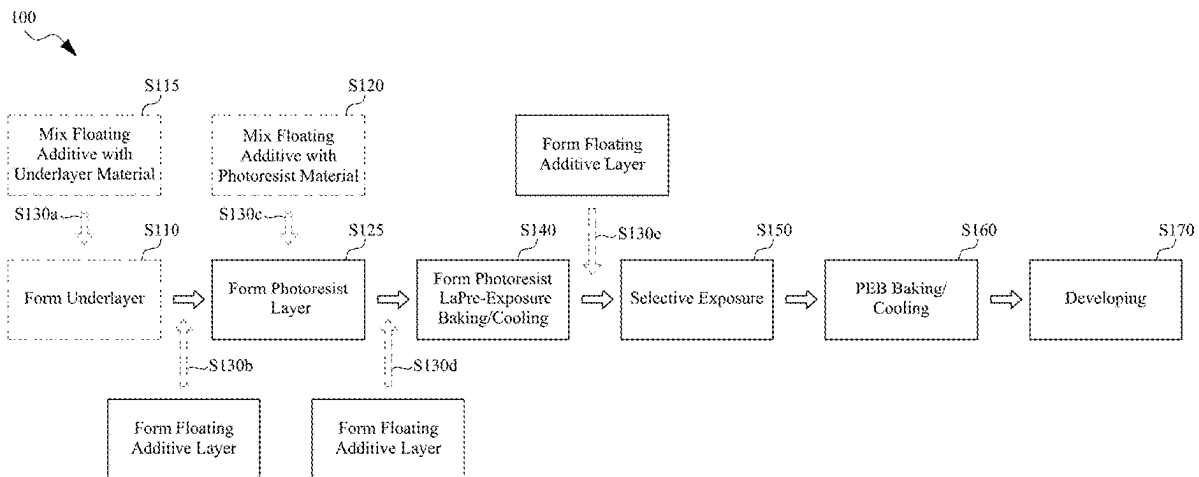 100
S115
S120
Mix Floating
Additive with
Underlayer Material
Mix Floating
Additive with
Photoresist Material
Form Floating
Additive Layer
S130a
S110
S130c
S125
S140
S130e
S150
S160
S170
Form Underlayer
Form Photoresist
Layer
Form Photoresist
LaPre-Exposure
Baking/Cooling
Selective Exposure
PEB Baking/
Cooling
Developing
S130b
S130d
Form Floating
Additive Layer
Form Floating
Additive Layer